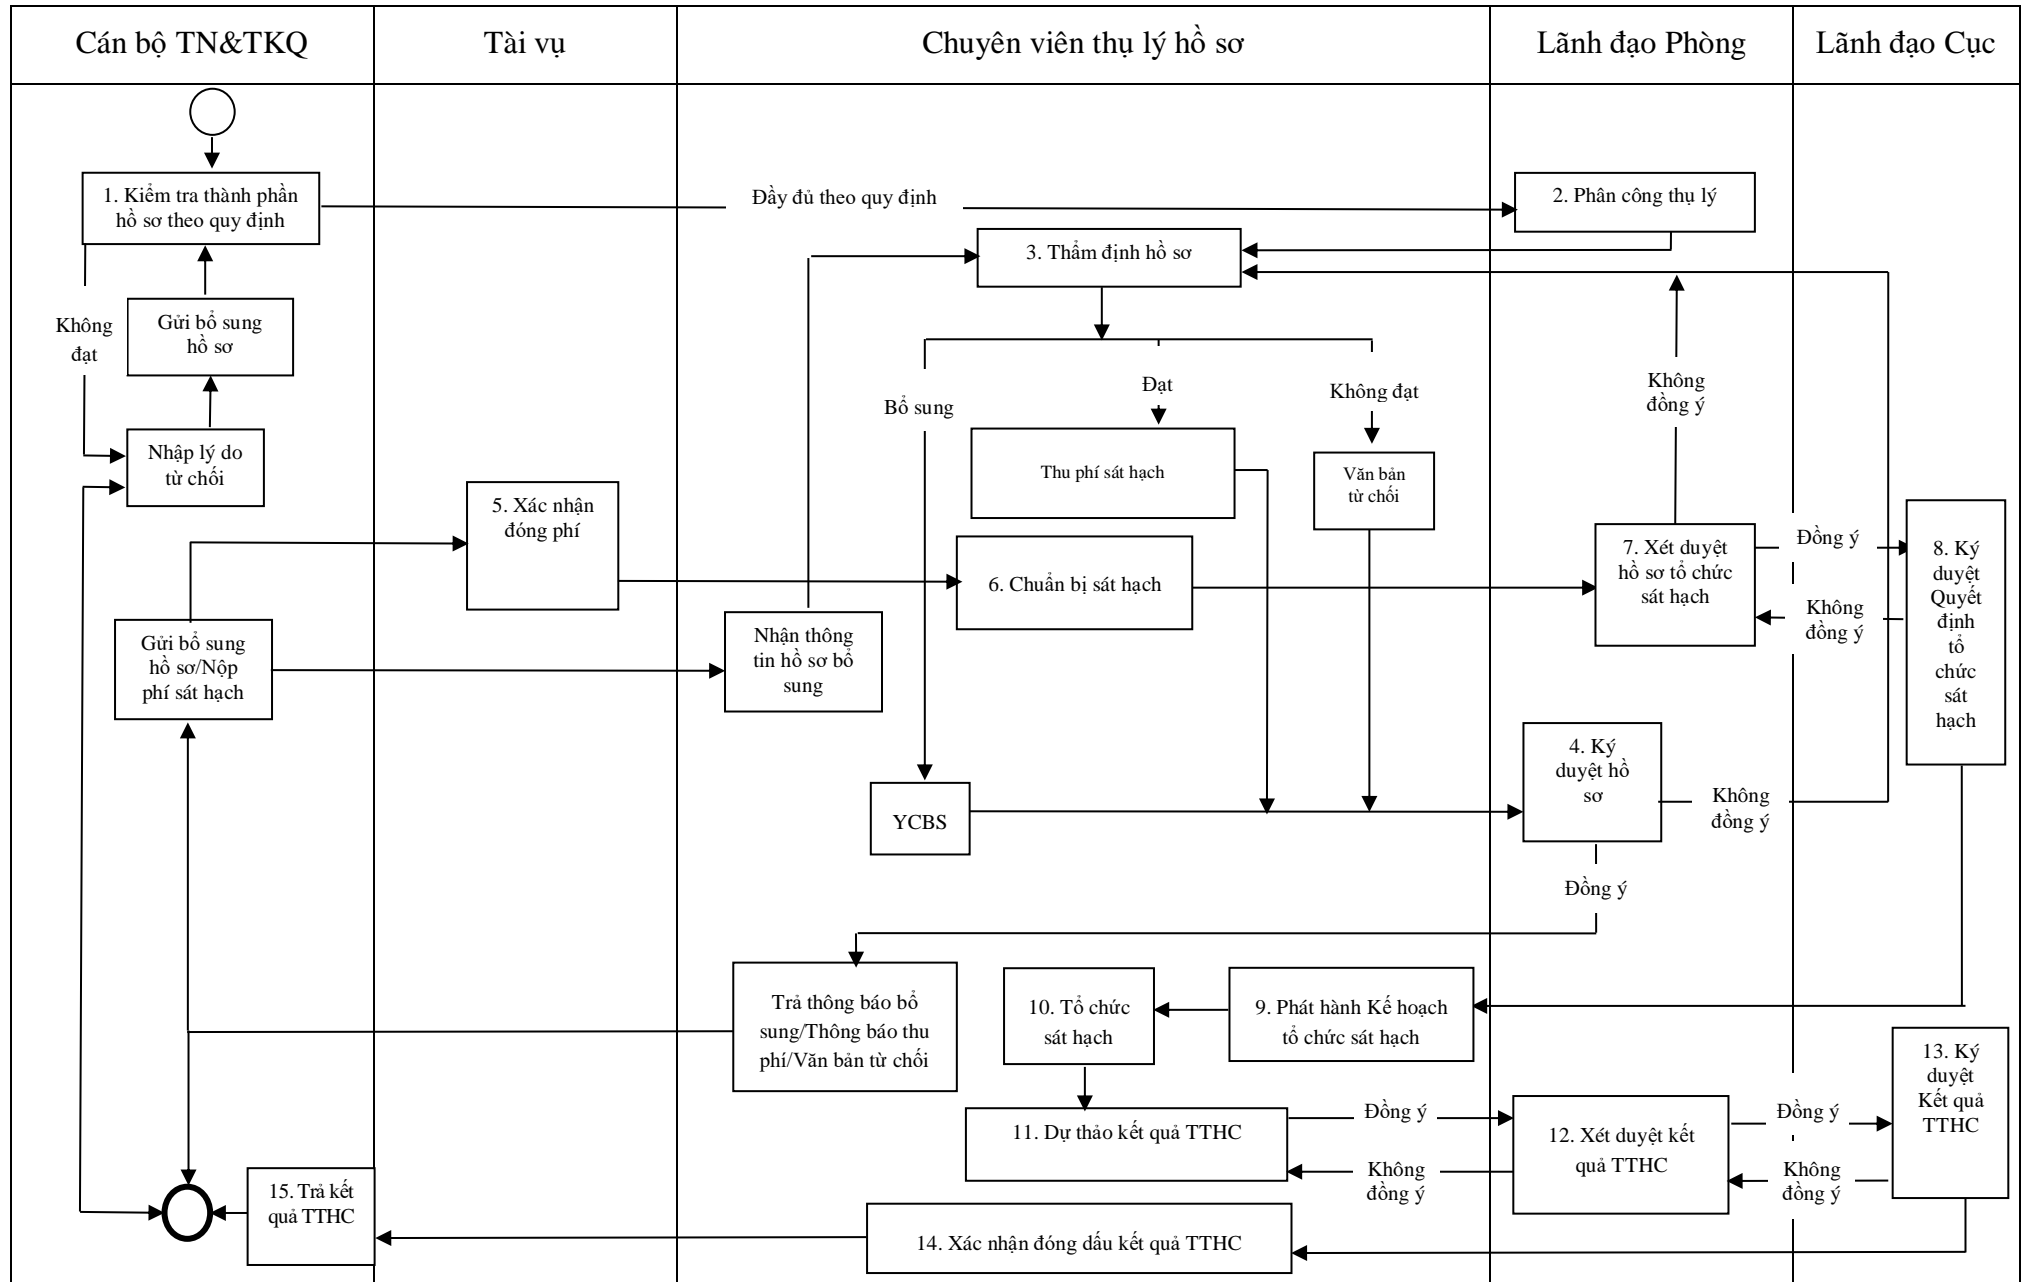 Cán bộ TN&TKQ
Tài vụ
Chuyên viên thụ lý hồ sơ
Lãnh đạo Phòng
Lãnh đạo Cục
1. Kiểm tra thành phần
hồ sơ theo quy định
Đầy đủ theo quy định
2. Phân công thụ lý
3. Thẩm định hồ sơ
Không
đạt
Gửi bổ sung
hồ sơ
Nhập lý do
từ chối
Bổ sung
Đạt
Không đạt
Không
đồng ý
Thu phí sát hạch
Văn bản
từ chối
5. Xác nhận
đóng phí
6. Chuẩn bị sát hạch
7. Xét duyệt
hồ sơ tổ chức
sát hạch
Đồng ý
Không
đồng ý
8. Ký
duyệt
Quyết
định
tổ
chức
sát
hạch
Gửi bổ sung
hồ sơ/Nộp
phí sát hạch
Nhận thông
tin hồ sơ bổ
sung
YCBS
4. Ký
duyệt hồ
sơ
Không
đồng ý
Đồng ý
Trả thông báo bổ
sung/Thông báo thu
phí/Văn bản từ chối
10. Tổ chức
sát hạch
9. Phát hành Kế hoạch
tổ chức sát hạch
11. Dự thảo kết quả TTHC
Đồng ý
Không
đồng ý
12. Xét duyệt kết
quả TTHC
Đồng ý
Không
đồng ý
13. Ký
duyệt
Kết quả
TTHC
15. Trả kết
quả TTHC
14. Xác nhận đóng dấu kết quả TTHC